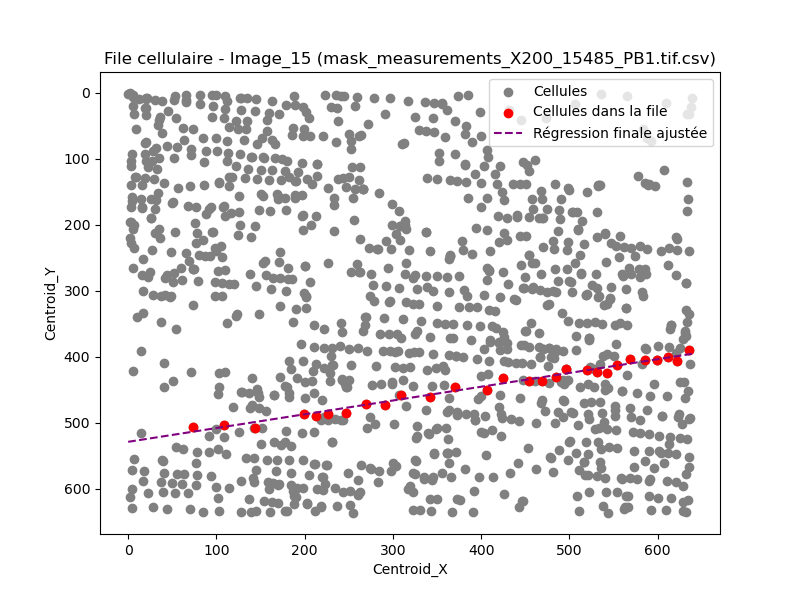 File cellulaire - Image_15 (mask_measurements_X200_15485_PB1.tif.csv)
Cellules
Cellules dans la file
Régression finale ajustée
0
100
200
300
400
500
600
Centroid_Y
0 100 200 300 400 500 600
Centroid_X